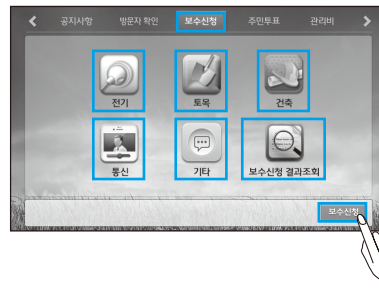 공지사항 방문자 확인 보수신청 주민투표 관리비
전기 토목 건축
통신 기타 보수신청 결과조회
보수신청